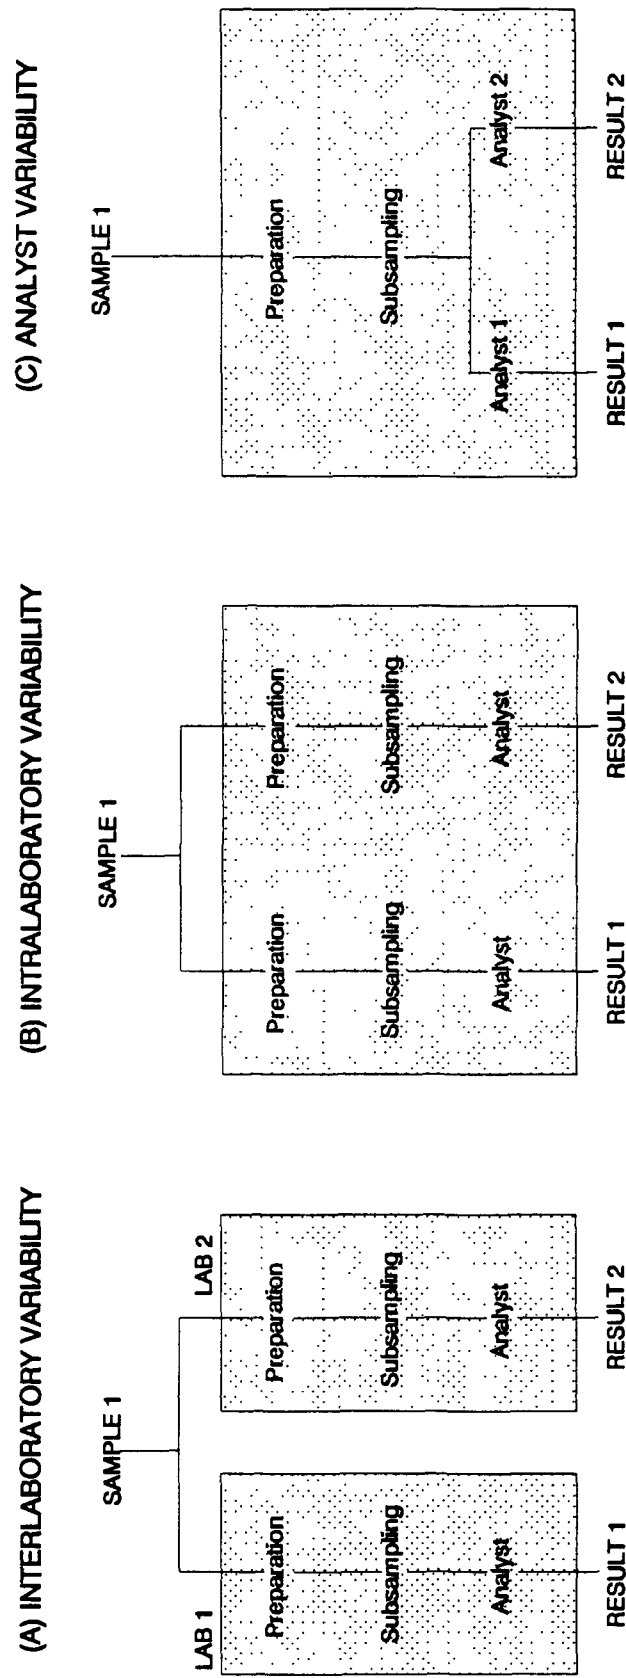 (A) INTERLABORATORY VARIABILITY
SAMPLE 1
LAB 1
LAB 2
Preparation
Subsampling
Analyst
RESULT 1
Preparation
Subsampling
Analyst
RESULT 2
(B) INTRALABORATORY VARIABILITY
SAMPLE 1
Preparation
Subsampling
Analyst
RESULT 1
Preparation
Subsampling
Analyst
RESULT 2
(C) ANALYST VARIABILITY
SAMPLE 1
Preparation
Subsampling
Analyst 1
Analyst 2
RESULT 1
RESULT 2